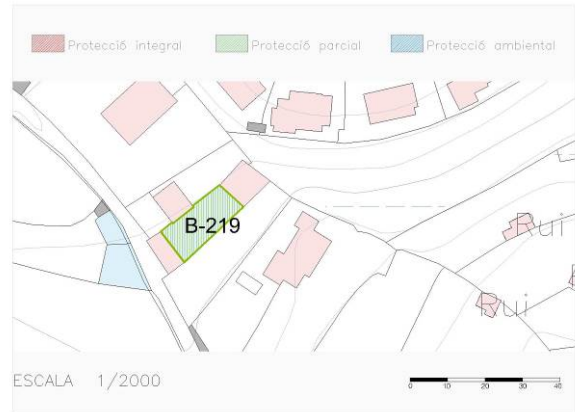 Protecció integral Protecció parcial Protecció ambiental
B-219
Rui
Rui
ESCALA 1/2000
0 10 20 30 40